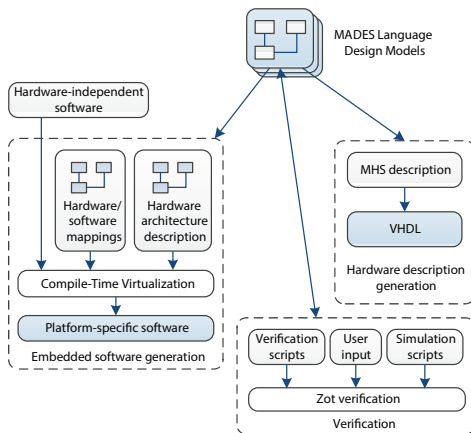 MADES Language
Design Models
Hardware-independent
software
Hardware/
software
mappings
Hardware
architecture
description
Compile-Time Virtualization
Platform-specific software
Embedded software generation
MHS description
VHDL
Hardware description
generation
Verification
scripts
User
input
Simulation
scripts
Zot verification
Verification